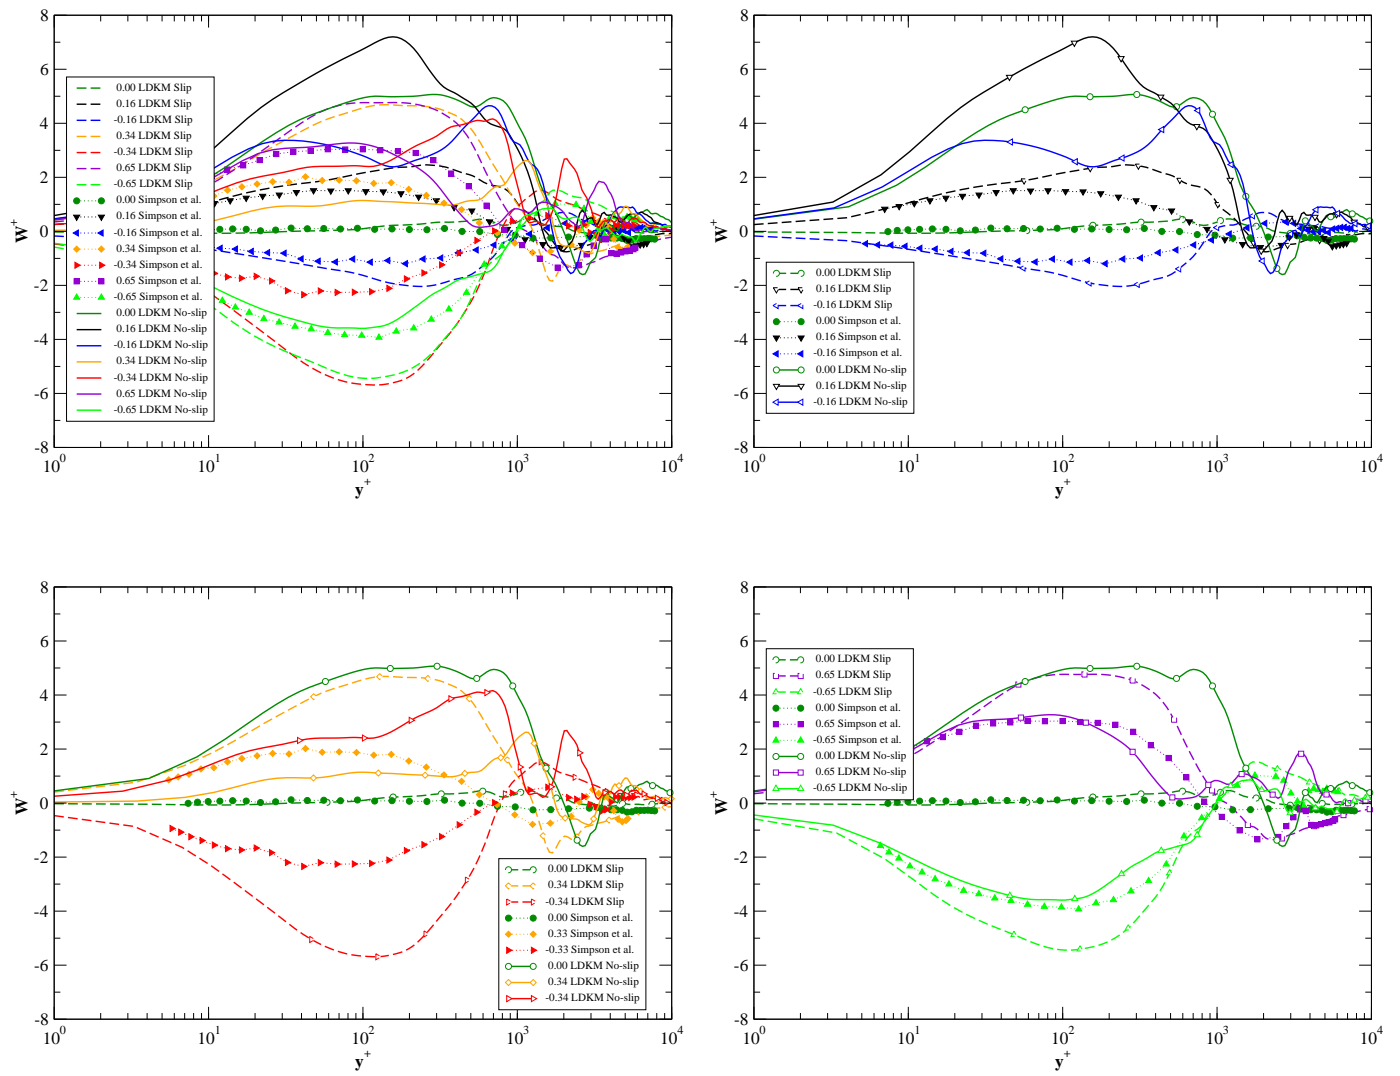 8
6
4
2
0
-2
-4
-6
-8
W+
10^0
10^1
10^2
10^3
10^4
y+
0.00 LDKM Slip
0.16 LDKM Slip
-0.16 LDKM Slip
0.34 LDKM Slip
-0.34 LDKM Slip
0.65 LDKM Slip
-0.65 LDKM Slip
0.00 Simpson et al.
0.16 Simpson et al.
-0.16 Simpson et al.
0.34 Simpson et al.
-0.34 Simpson et al.
0.65 Simpson et al.
-0.65 Simpson et al.
0.00 LDKM No-slip
0.16 LDKM No-slip
-0.16 LDKM No-slip
0.34 LDKM No-slip
-0.34 LDKM No-slip
0.65 LDKM No-slip
-0.65 LDKM No-slip
8
6
4
2
0
-2
-4
-6
-8
W+
10^0
10^1
10^2
10^3
10^4
y+
0.00 LDKM Slip
0.16 LDKM Slip
-0.16 LDKM Slip
0.00 Simpson et al.
0.16 Simpson et al.
-0.16 Simpson et al.
0.00 LDKM No-slip
0.16 LDKM No-slip
-0.16 LDKM No-slip
8
6
4
2
0
-2
-4
-6
-8
W+
10^0
10^1
10^2
10^3
10^4
y+
0.00 LDKM Slip
0.34 LDKM Slip
-0.34 LDKM Slip
0.00 Simpson et al.
0.33 Simpson et al.
-0.33 Simpson et al.
0.00 LDKM No-slip
0.34 LDKM No-slip
-0.34 LDKM No-slip
8
6
4
2
0
-2
-4
-6
-8
W+
10^0
10^1
10^2
10^3
10^4
y+
0.00 LDKM Slip
0.65 LDKM Slip
-0.65 LDKM Slip
0.00 Simpson et al.
0.65 Simpson et al.
-0.65 Simpson et al.
0.00 LDKM No-slip
0.65 LDKM No-slip
-0.65 LDKM No-slip